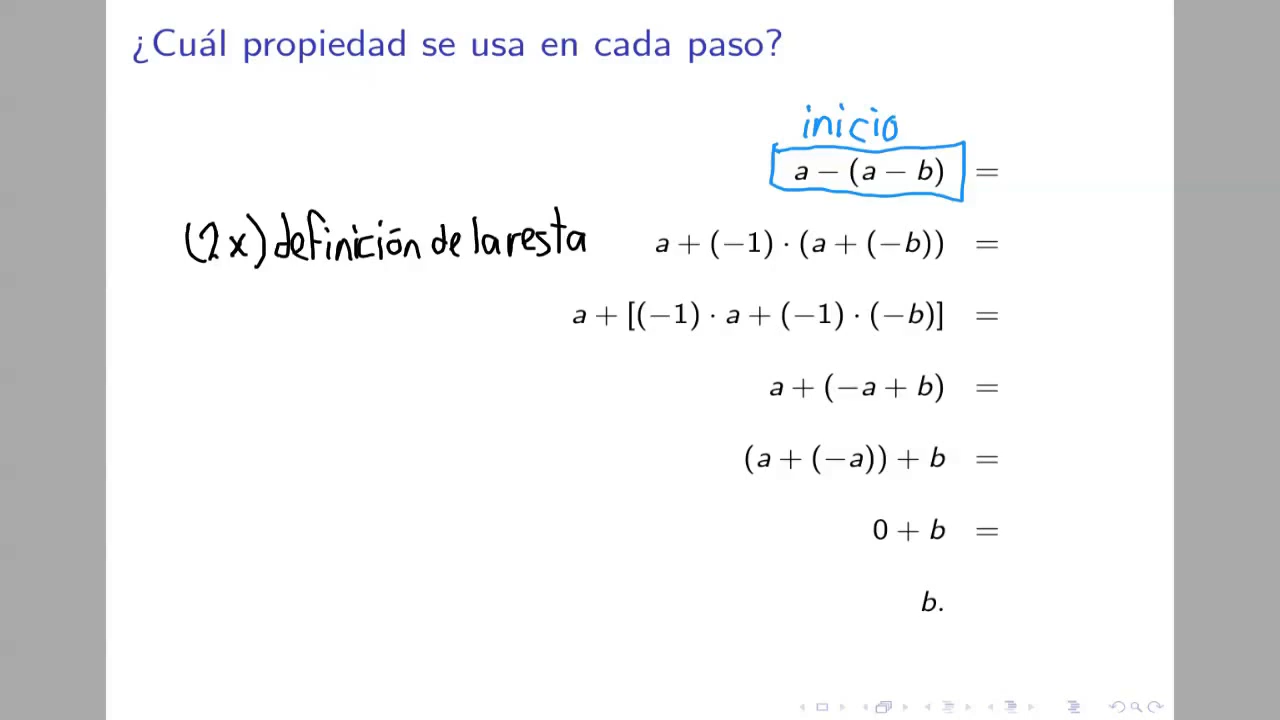 ¿Cuál propiedad se usa en cada paso?
inicio
a − (a − b) =
(2x) definición de la resta a + (−1) · (a + (−b)) =
a + [(−1) · a + (−1) · (−b)] =
a + (−a + b) =
(a + (−a)) + b =
0 + b =
b.